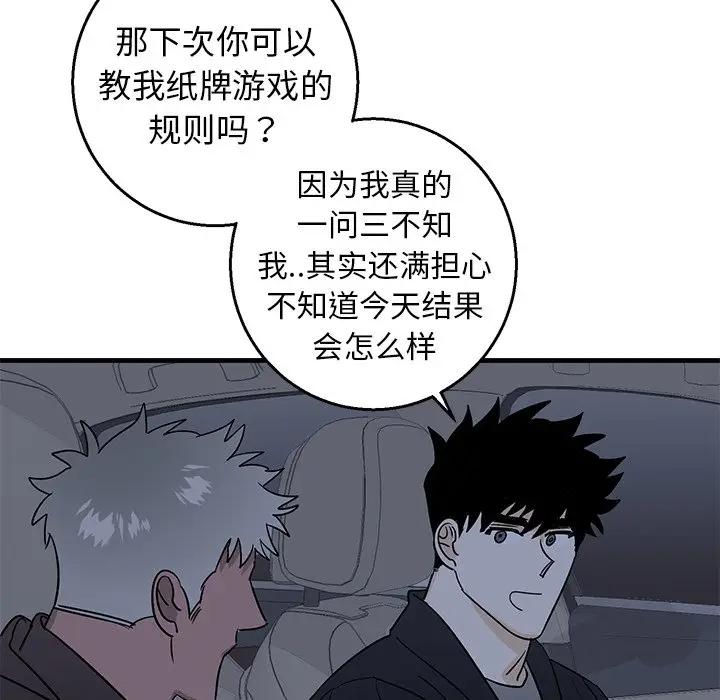 那下次你可以
教我纸牌游戏的
规则吗？
因为我真的
一问三不知
我..其实还满担心
不知道今天结果
会怎么样